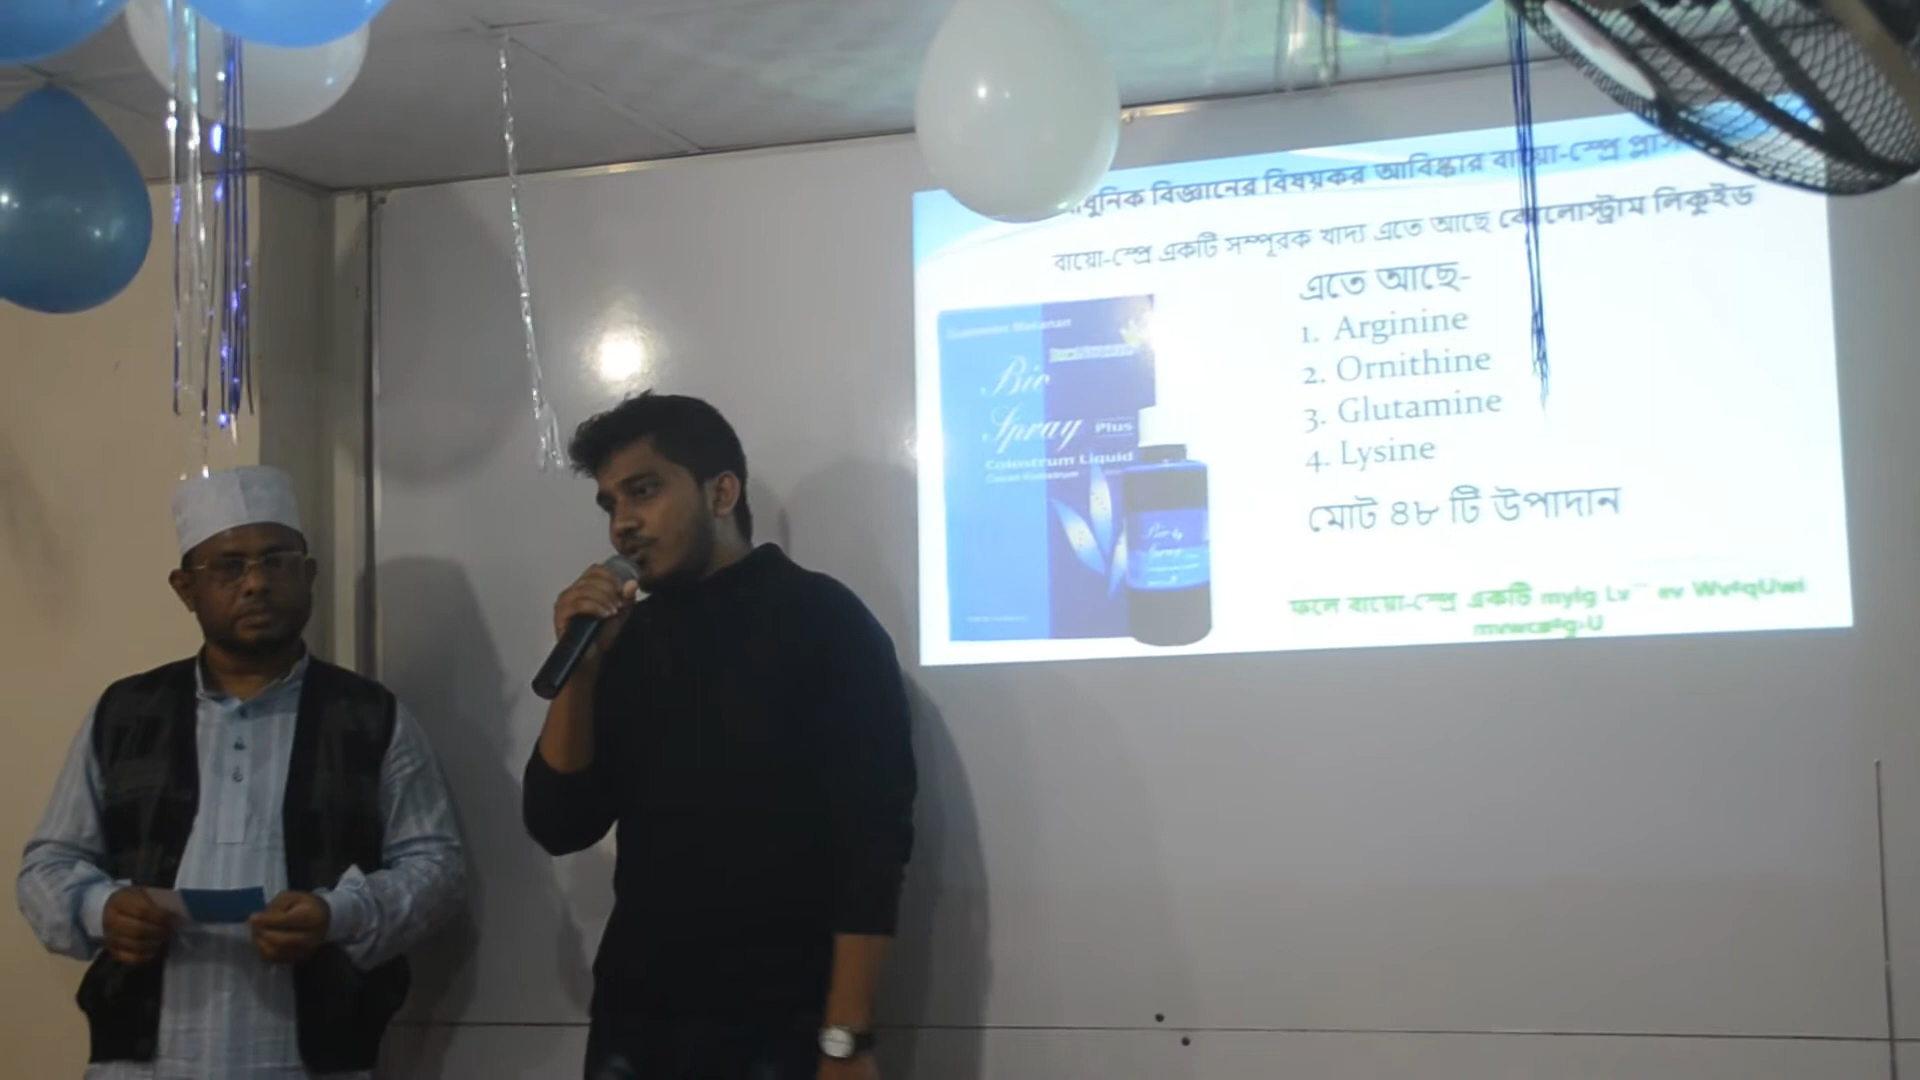 বিজ্ঞানের বিষয়কর আবিষ্কার বায়ো-স্প্রে
বায়ো-স্প্রে একটি সম্পূরক খাদ্য এতে আছে কোলোস্ট্রাম লিকুইড
এতে আছে-
1. Arginine
2. Ornithine
3. Glutamine
4. Lysine
মোট ৪৮ টি উপাদান
ফলে বায়ো-স্প্রে একটি
Bio
Spray Plus
Colostrum Liquid